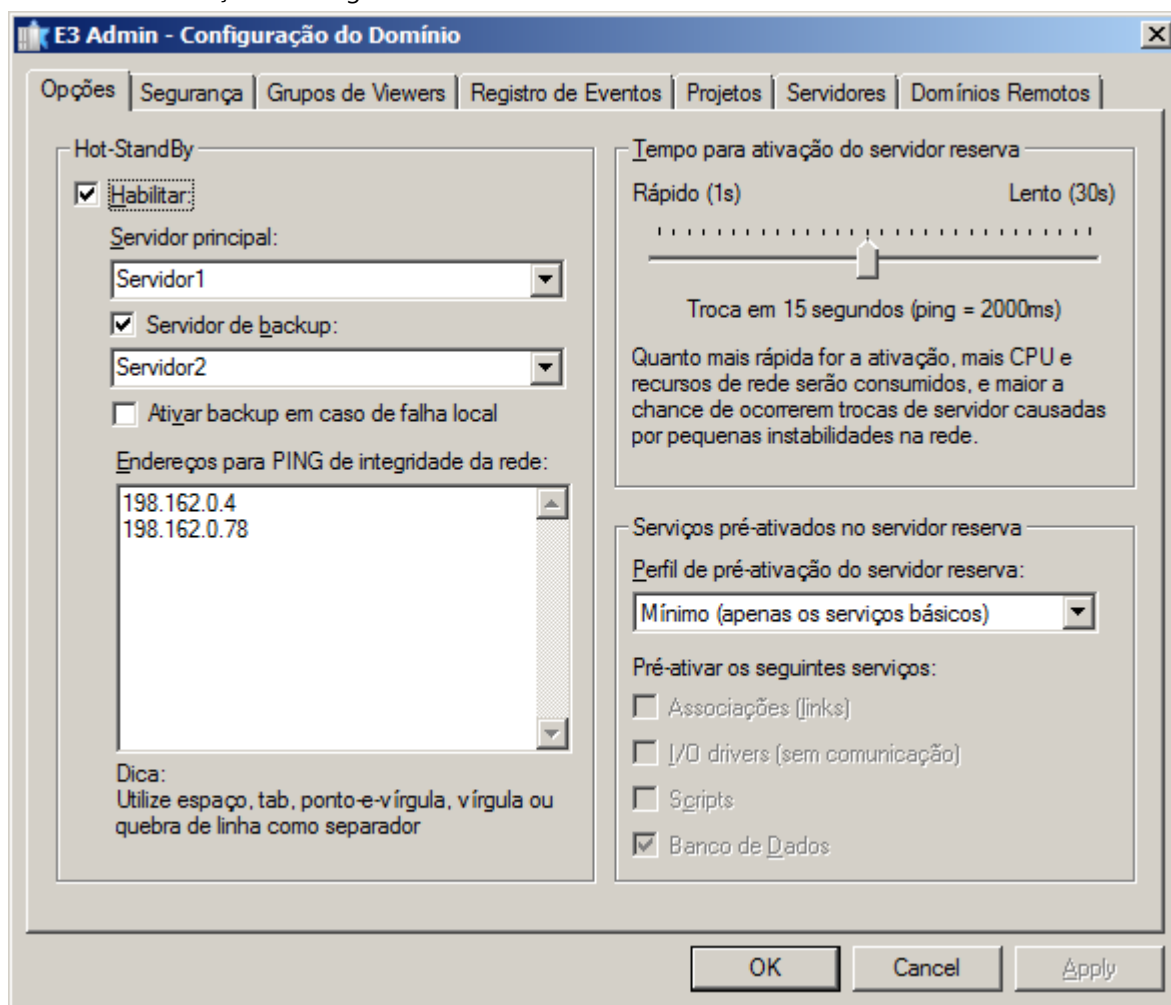 E3 Admin - Configuração do Domínio
Opções
Segurança
Grupos de Viewers
Registro de Eventos
Projetos
Servidores
Domínios Remotos
Hot-StandBy
Habilitar:
Servidor principal:
Servidor1
Servidor de backup:
Servidor2
Ativar backup em caso de falha local
Endereços para PING de integridade da rede:
198.162.0.4
198.162.0.78
Dica:
Utilize espaço, tab, ponto-e-vírgula, vírgula ou
quebra de linha como separador
Tempo para ativação do servidor reserva
Rápido (1s)
Lento (30s)
Troca em 15 segundos (ping = 2000ms)
Quanto mais rápida for a ativação, mais CPU e
recursos de rede serão consumidos, e maior a
chance de ocorrerem trocas de servidor causadas
por pequenas instabilidades na rede.
Serviços pré-ativados no servidor reserva
Perfil de pré-ativação do servidor reserva:
Mínimo (apenas os serviços básicos)
Pré-ativar os seguintes serviços:
Associações (links)
I/O drivers (sem comunicação)
Scripts
Banco de Dados
OK
Cancel
Apply